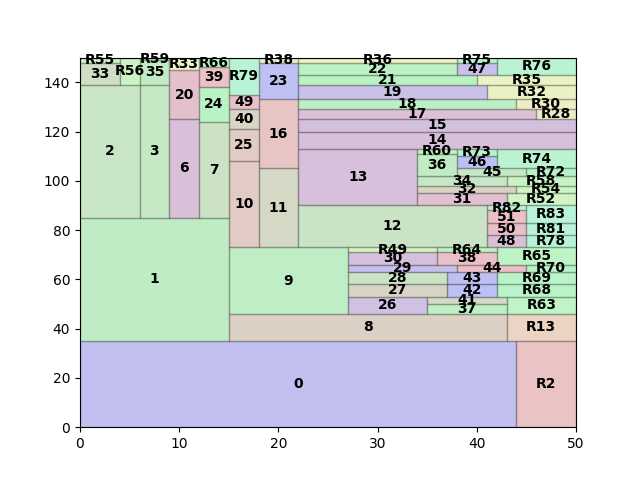 R55 R59 R33 R66 R38 R36 R75
33 R56 35 39 R79 23 22 47 R76
21 R35
20 24 49 19 R32
18 R30
40 16 17 R28
15
25 14
2 3 6 7 13 R60 R73
36 46 R74
45 R72
34 R58
32 R54
10 11 31 R52
R82
12 51 R83
50 R81
48 R78
1 9 R49 R64
30 38 R65
29 44 R70
28 43 R69
27 42 R68
26 41 R63
37
8 R13
0 R2
140
120
100
80
60
40
20
0
0 10 20 30 40 50